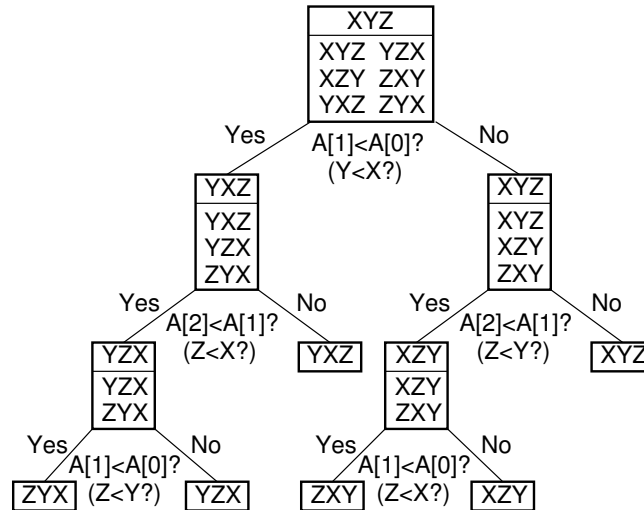 XYZ
XYZ YZX
XZY ZXY
YXZ ZYX
Yes
A[1]<A[0]?
(Y<X?)
No
YXZ
YXZ
YZX
ZYX
XYZ
XYZ
XZY
ZXY
Yes
A[2]<A[1]?
(Z<X?)
No
Yes
A[2]<A[1]?
(Z<Y?)
No
YZX
YZX
ZYX
YXZ
XZY
XZY
ZXY
XYZ
Yes
A[1]<A[0]?
(Z<Y?)
No
Yes
A[1]<A[0]?
(Z<X?)
No
ZYX
YZX
ZXY
XZY